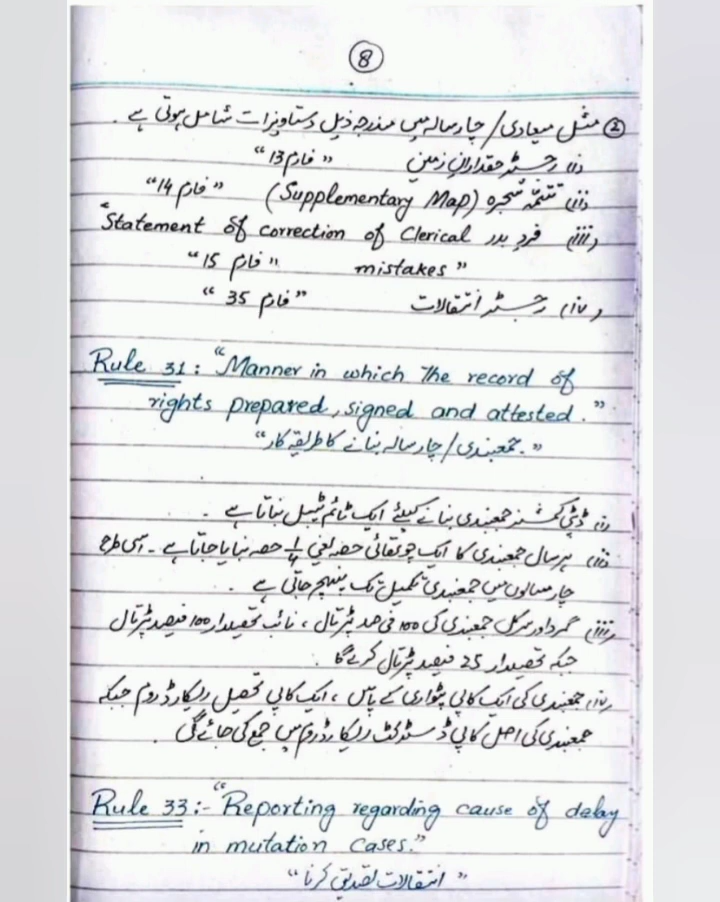 8
② مثل میعادی / چار سالہ میں مندرجہ ذیل دستاویزات شامل ہوتی ہے ۔
(i) رجسٹر حقداران زمین "فارم 13"
(ii) تتمہ شجرہ (Supplementary Map) "فارم 14"
(iii) فرد بدر "Statement of correction of Clerical
mistakes" "فارم 15"
(iv) رجسٹر انتقالات "فارم 35"
Rule 31: "Manner in which the record of
rights prepared, signed and attested."
"جمعبندی / چار سالہ بنانے کا طریقہ کار"
(i) ڈپٹی کمشنر جمعبندی بنانے کیلئے ایک ٹائم ٹیبل بناتا ہے ۔
(ii) ہر سال جمعبندی کا ایک چوتھائی حصہ یعنی 1/4 حصہ بنایا جاتا ہے ۔ اسی طرح
چار سالوں میں جمعبندی تکمیل تک پہنچ جاتی ہے ۔
(iii) گرداور سرکل جمعبندی کی 100 فی صد پڑتال ، نائب تحصیلدار 100 فیصد پڑتال
جبکہ تحصیلدار 25 فیصد پڑتال کرے گا ۔
(iv) جمعبندی کی ایک کاپی پٹواری کے پاس ، ایک کاپی تحصیل ریکارڈ روم جبکہ
جمعبندی کی اصل کاپی ڈسٹرکٹ ریکارڈ روم میں جمع کی جائے گی ۔
Rule 33:- "Reporting regarding cause of delay
in mutation cases."
"انتقالات تصدیق کرنا"